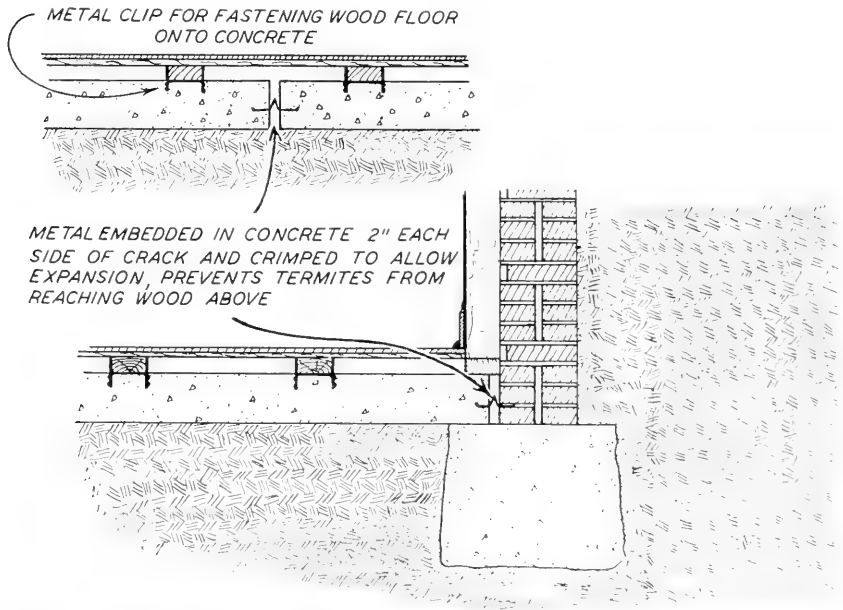 METAL CLIP FOR FASTENING WOOD FLOOR
ONTO CONCRETE
METAL EMBEDDED IN CONCRETE 2" EACH
SIDE OF CRACK AND CRIMPED TO ALLOW
EXPANSION, PREVENTS TERMITES FROM
REACHING WOOD ABOVE